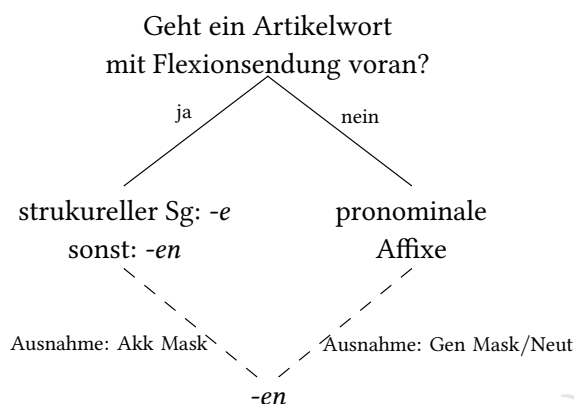 Geht ein Artikelwort
mit Flexionsendung voran?
ja
nein
strukureller Sg: -e
sonst: -en
pronominale
Affixe
Ausnahme: Akk Mask
Ausnahme: Gen Mask/Neut
-en